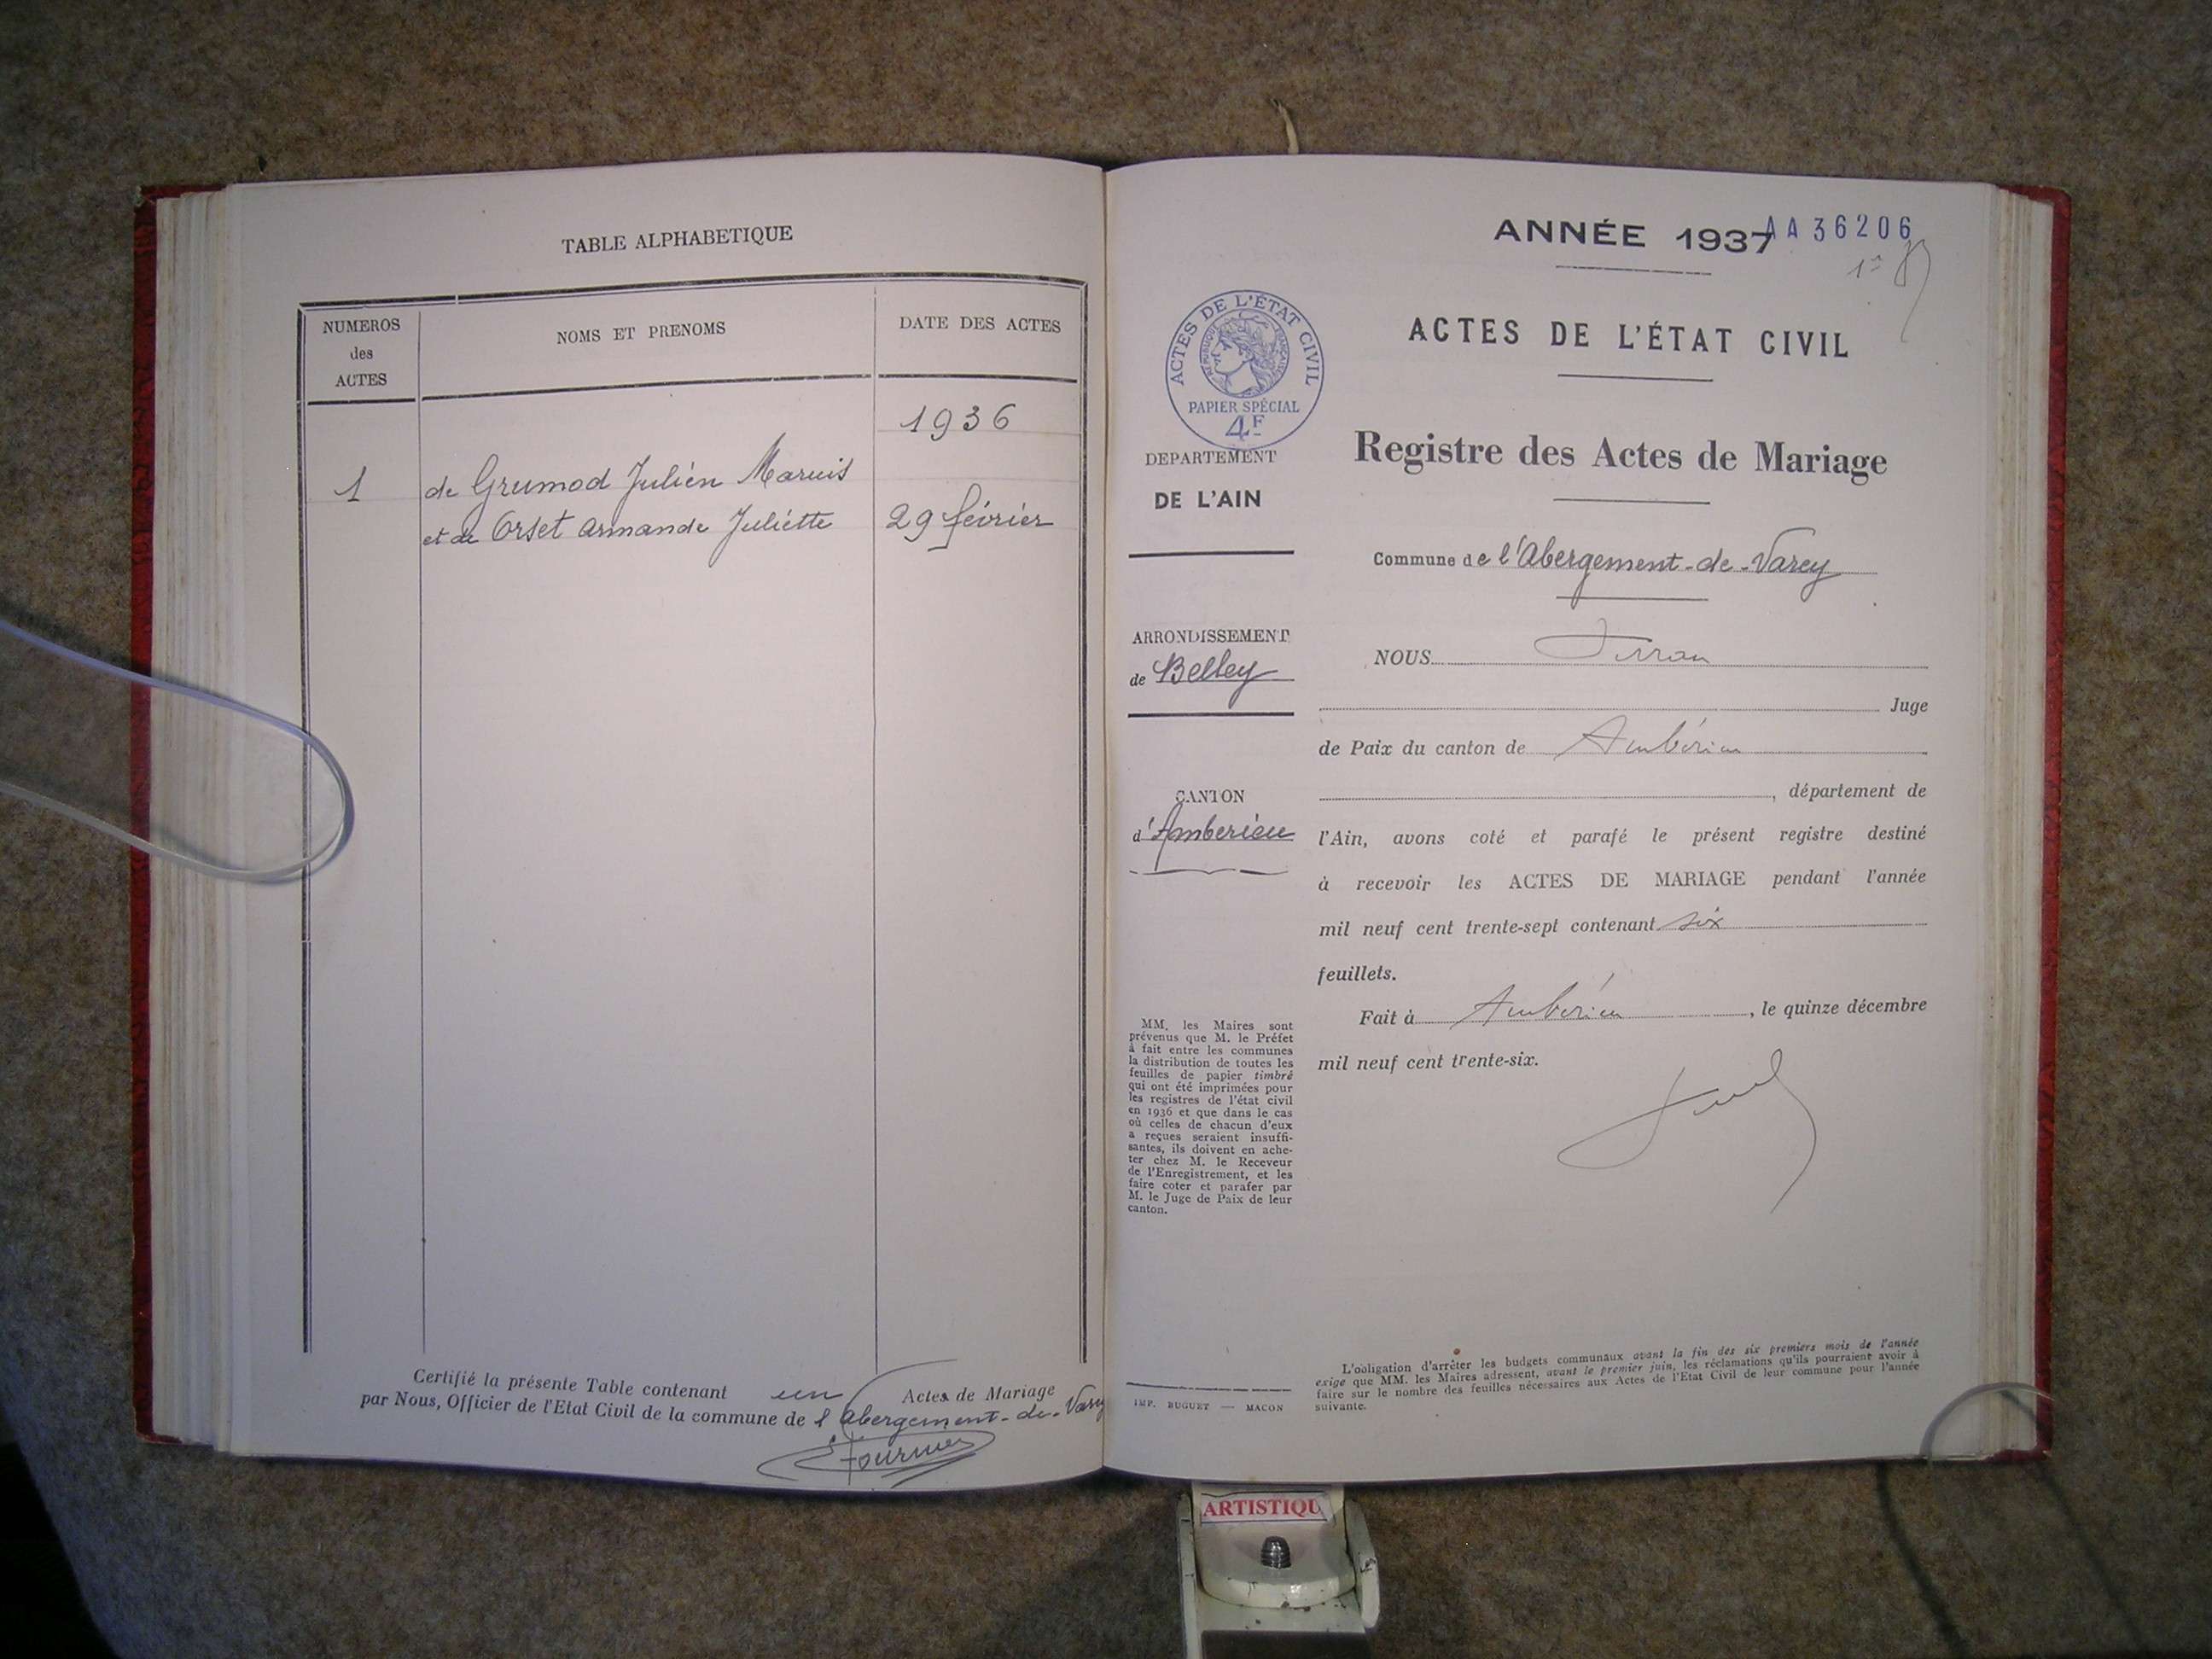 TABLE ALPHABETIQUE
NUMEROS
des
ACTES
NOMS ET PRENOMS
DATE DES ACTES
1936
1
de Grumod Julien Marius
et de Orset Armande Juliette
29 février
Certifié la présente Table contenant un Actes de Mariage
par Nous, Officier de l'Etat Civil de la commune de l'Abergement-de-Varey
Fournier
ANNÉE 1937
AA 36206
ACTES DE L'ÉTAT CIVIL
RÉPUBLIQUE FRANÇAISE
PAPIER SPÉCIAL
4F
DEPARTEMENT
DE L'AIN
ARRONDISSEMENT
de Belley
CANTON
d'Amberieu
MM. les Maires sont
prévenus que M. le Préfet
à fait entre les communes
la distribution de toutes les
feuilles de papier timbré
qui ont été imprimées pour
les registres de l'état civil
en 1936 et que dans le cas
où celles de chacun d'eux
a reçues seraient insuffi-
santes, ils doivent en ache-
ter chez M. le Receveur
de l'Enregistrement, et les
faire coter et parafer par
M. le Juge de Paix de leur
canton.
IMP. BUGUET — MACON
ACTES DE L'ÉTAT CIVIL
Registre des Actes de Mariage
Commune de l'Abergement-de-Varey
NOUS
Juge
de Paix du canton de Ambérieu
, département de
l'Ain, avons coté et parafé le présent registre destiné
à recevoir les ACTES DE MARIAGE pendant l'année
mil neuf cent trente-sept contenant six
feuillets.
Fait à Ambérieu, le quinze décembre
mil neuf cent trente-six.
L'obligation d'arrêter les budgets communaux avant la fin des six premiers mois de l'année
exige que MM. les Maires adressent, avant le premier juin, les réclamations qu'ils pourraient avoir à
faire sur le nombre des feuilles nécessaires aux Actes de l'Etat Civil de leur commune pour l'année
suivante.
ARTISTIQU